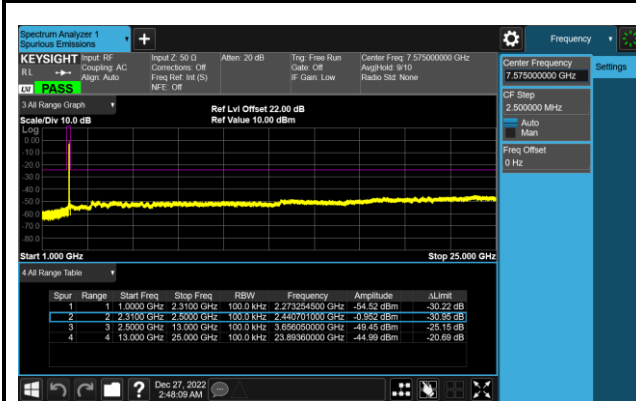 Spectrum Analyzer 1
Spurious Emissions
+
Frequency
KEYSIGHT
R L
LXI
PASS
Input: RF
Coupling: AC
Align: Auto
Input Z: 50 Ω
Corrections: Off
Freq Ref: Int (S)
NFE: Off
Atten: 20 dB
Trig: Free Run
Gate: Off
IF Gain: Low
Center Freq: 7.575000000 GHz
Avg|Hold: 9/10
Radio Std: None
Center Frequency
7.575000000 GHz
Settings
CF Step
2.500000 MHz
Auto
Man
Freq Offset
0 Hz
3 All Range Graph
Ref Lvl Offset 22.00 dB
Scale/Div 10.0 dB
Ref Value 10.00 dBm
Log
0.00
-10.0
-20.0
-30.0
-40.0
-50.0
-60.0
-70.0
-80.0
Start 1.000 GHz
Stop 25.000 GHz
4 All Range Table
Spur Range Start Freq Stop Freq RBW Frequency Amplitude ΔLimit
1 1 1.0000 GHz 2.3100 GHz 100.0 kHz 2.273254500 GHz -54.52 dBm -30.22 dB
2 2 2.3100 GHz 2.5000 GHz 100.0 kHz 2.440701000 GHz -0.952 dBm -30.95 dB
3 3 2.5000 GHz 13.000 GHz 100.0 kHz 3.656050000 GHz -49.45 dBm -25.15 dB
4 4 13.000 GHz 25.000 GHz 100.0 kHz 23.89360000 GHz -44.99 dBm -20.69 dB
?
Dec 27, 2022
2:48:09 AM